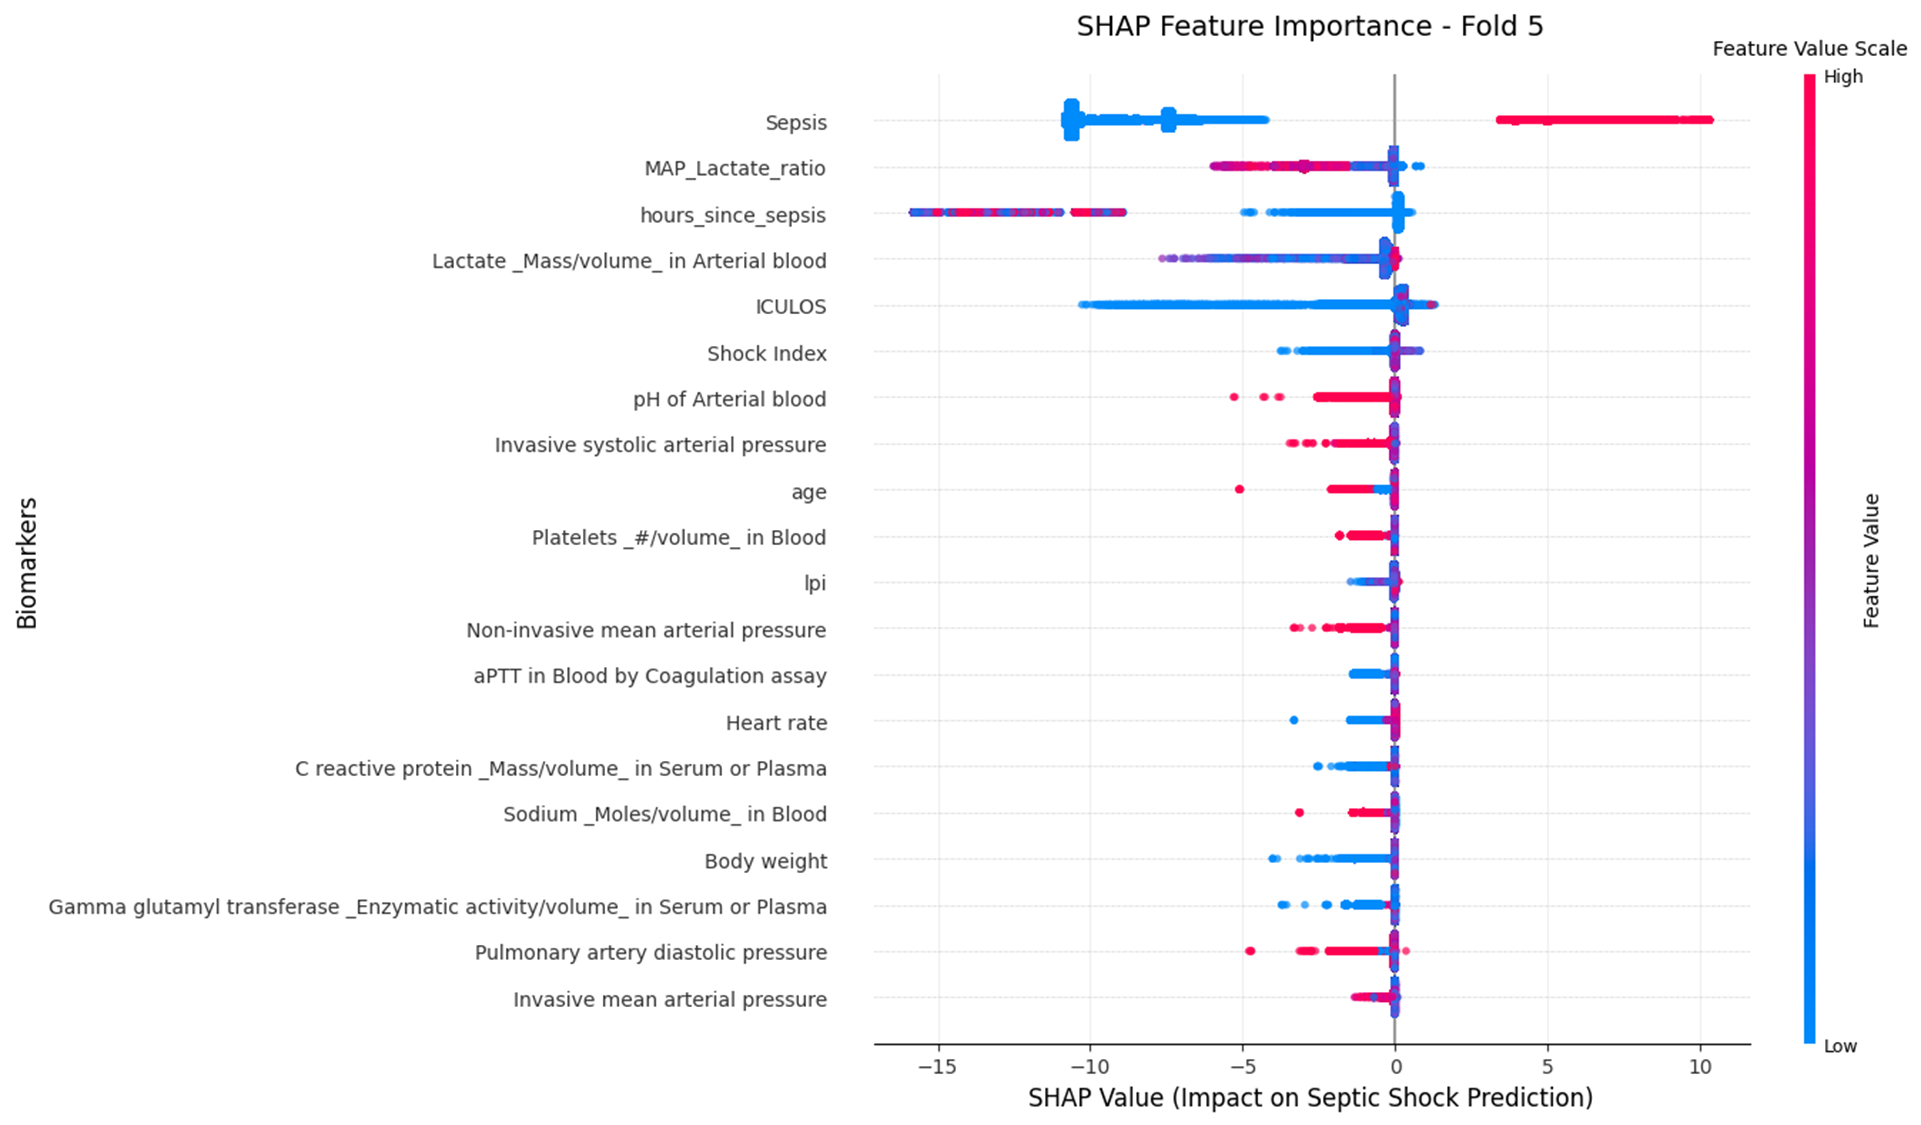 SHAP Feature Importance - Fold 5
Feature Value Scale
High
Sepsis
MAP_Lactate_ratio
hours_since_sepsis
Lactate _Mass/volume_ in Arterial blood
ICULOS
Shock Index
pH of Arterial blood
Invasive systolic arterial pressure
age
Platelets _#/volume_ in Blood
lpi
Non-invasive mean arterial pressure
aPTT in Blood by Coagulation assay
Heart rate
C reactive protein _Mass/volume_ in Serum or Plasma
Sodium _Moles/volume_ in Blood
Body weight
Gamma glutamyl transferase _Enzymatic activity/volume_ in Serum or Plasma
Pulmonary artery diastolic pressure
Invasive mean arterial pressure
Biomarkers
Feature Value
Low
−15 −10 −5 0 5 10
SHAP Value (Impact on Septic Shock Prediction)